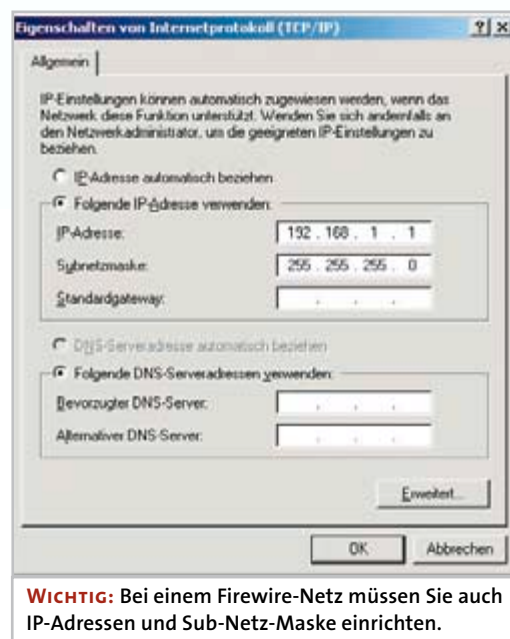 Eigenschaften von Internetprotokoll (TCP/IP)
Allgemein
IP-Einstellungen können automatisch zugewiesen werden, wenn das
Netzwerk diese Funktion unterstützt. Wenden Sie sich andernfalls an
den Netzwerkadministrator, um die geeigneten IP-Einstellungen zu
beziehen.
IP-Adresse automatisch beziehen
Folgende IP-Adresse verwenden:
IP-Adresse: 192 . 168 . 1 . 1
Subnetzmaske: 255 . 255 . 255 . 0
Standardgateway: . . .
DNS-Serveradresse automatisch beziehen
Folgende DNS-Serveradressen verwenden:
Bevorzugter DNS-Server: . . .
Alternativer DNS-Server: . . .
Erweitert...
OK Abbrechen
WICHTIG: Bei einem Firewire-Netz müssen Sie auch
IP-Adressen und Sub-Netz-Maske einrichten.